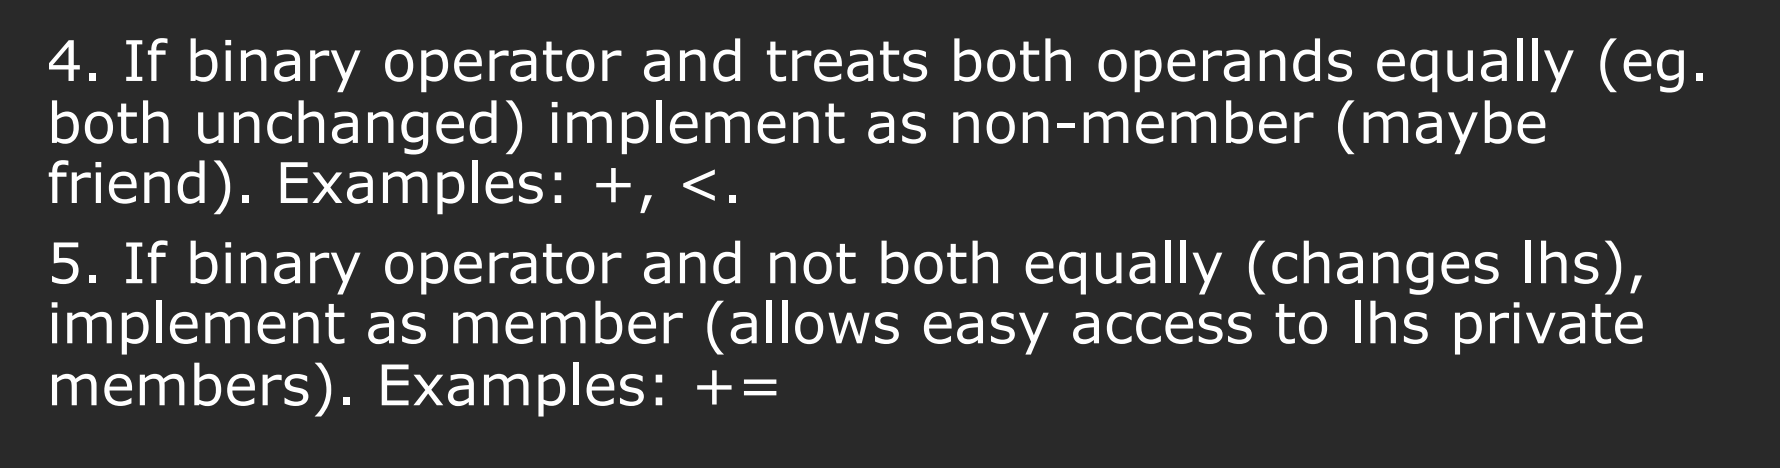 4. If binary operator and treats both operands equally (eg.
both unchanged) implement as non-member (maybe
friend). Examples: +, <.
5. If binary operator and not both equally (changes lhs),
implement as member (allows easy access to lhs private
members). Examples: +=